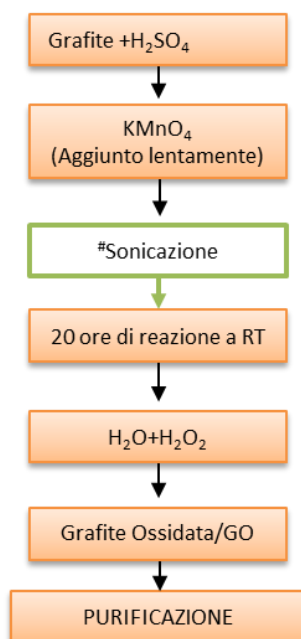 Grafite +H₂SO₄
KMnO₄
(Aggiunto lentamente)
#Sonicazione
20 ore di reazione a RT
H₂O+H₂O₂
Grafite Ossidata/GO
PURIFICAZIONE